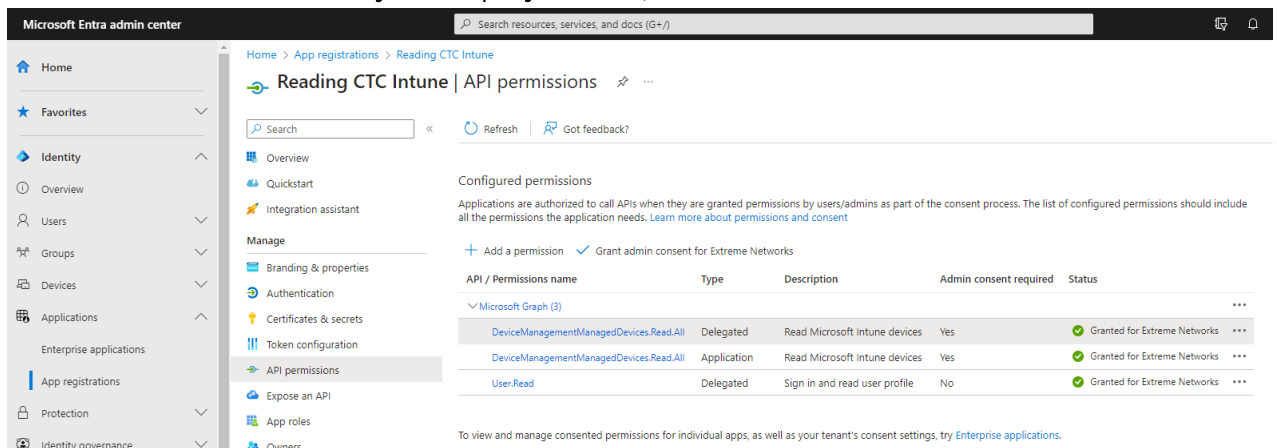 Microsoft Entra admin center
Search resources, services, and docs (G+/)
Home
Favorites
Identity
Overview
Users
Groups
Devices
Applications
Enterprise applications
App registrations
Protection
Identity governance
Home > App registrations > Reading CTC Intune
Reading CTC Intune | API permissions
Search
Overview
Quickstart
Integration assistant
Manage
Branding & properties
Authentication
Certificates & secrets
Token configuration
API permissions
Expose an API
App roles
Owners
Refresh Got feedback?
Configured permissions
Applications are authorized to call APIs when they are granted permissions by users/admins as part of the consent process. The list of configured permissions should include
all the permissions the application needs. Learn more about permissions and consent
Add a permission Grant admin consent for Extreme Networks
API / Permissions name Type Description Admin consent required Status
Microsoft Graph (3)
DeviceManagementManagedDevices.Read.All Delegated Read Microsoft Intune devices Yes Granted for Extreme Networks
DeviceManagementManagedDevices.Read.All Application Read Microsoft Intune devices Yes Granted for Extreme Networks
User.Read Delegated Sign in and read user profile No Granted for Extreme Networks
To view and manage consented permissions for individual apps, as well as your tenant's consent settings, try Enterprise applications.